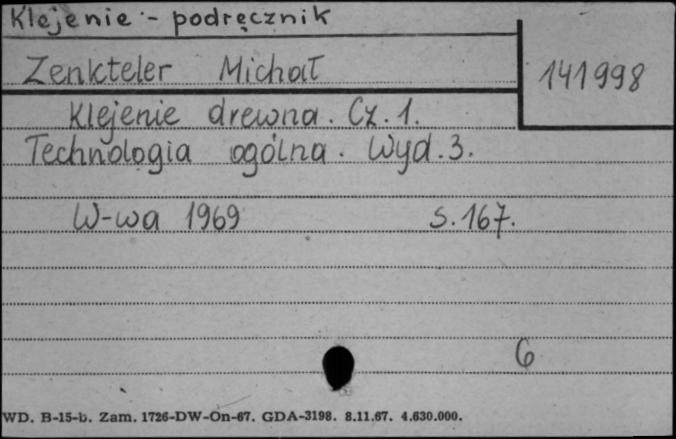 Klejenie - podręcznik
Zenkteler Michał
141998
Klejenie drewna. Cz. 1.
Technologia ogólna. Wyd. 3.
W-wa 1969 s. 167.
6
WD. B-15-b. Zam. 1726-DW-On-67. GDA-3198. 8.11.67. 4.630.000.